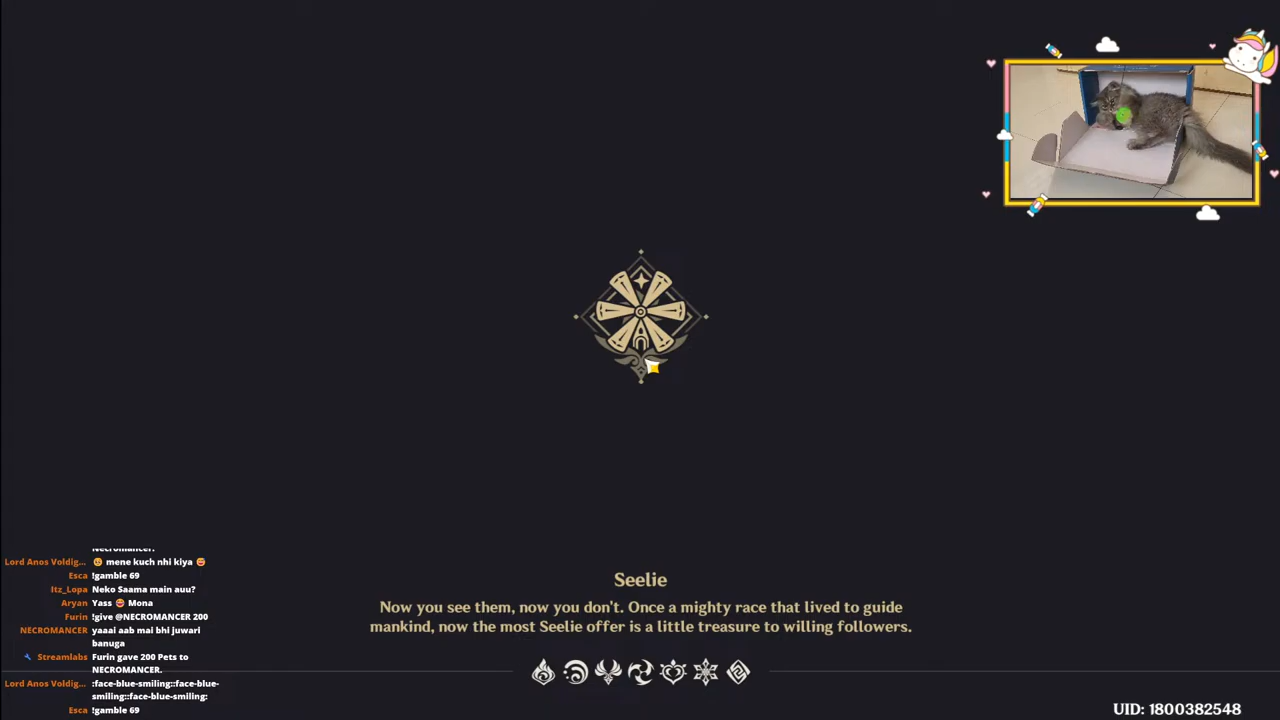 Necromancer.
Lord Anos Voldig... 🥺 mene kuch nhi kiya 🥰
Esca !gamble 69
Itz_Lopa Neko Saama main auu?
Aryan Yass 🥰 Mona
Furin !give @NECROMANCER 200
NECROMANCER yaaai aab mai bhi juwari
banuga
Streamlabs Furin gave 200 Pets to
NECROMANCER.
Lord Anos Voldig... :face-blue-smiling::face-blue-
smiling::face-blue-smiling:
Esca !gamble 69
Seelie
Now you see them, now you don't. Once a mighty race that lived to guide
mankind, now the most Seelie offer is a little treasure to willing followers.
UID: 1800382548